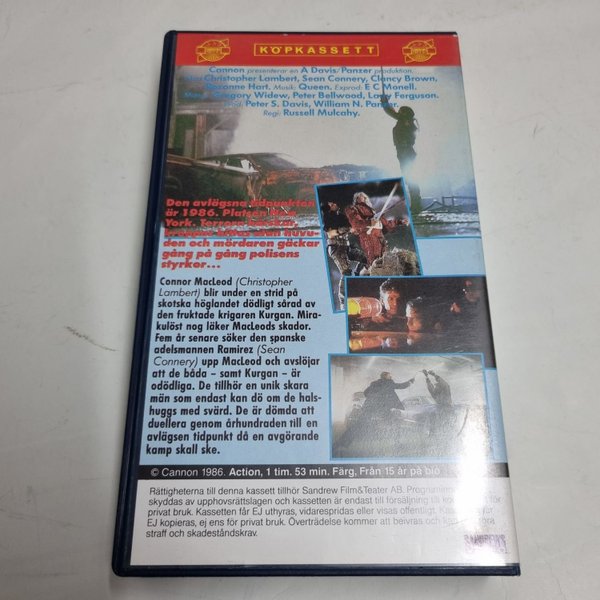 KÖPKASSETT
Cannon presenterar en A Davis/Panzer produktion.
Christopher Lambert, Sean Connery, Clancy Brown,
Roxanne Hart. Musik: Queen. Exprod: E C Monell.
Gregory Widew, Peter Bellwood, Larry Ferguson.
Peter S. Davis, William N. Panzer.
Regi: Russell Mulcahy.
Den avlägsna
är 1986. Platsen New
York.
den och mördaren gäckar
gång på gång polisens
styrkor...
Connor MacLeod (Christopher
Lambert) blir under en strid på
skotska höglandet dödligt sårad av
den fruktade krigaren Kurgan. Mira-
kulöst nog läker MacLeods skador.
Fem år senare söker den spanske
adelsmannen Ramirez (Sean
Connery) upp MacLeod och avslöjar
att de båda – samt Kurgan – är
odödliga. De tillhör en unik skara
män som endast kan dö om de hals-
huggs med svärd. De är dömda att
duellera genom århundraden till en
avlägsen tidpunkt då en avgörande
kamp skall ske.
© Cannon 1986. Action, 1 tim. 53 min. Färg, Från 15 år på bio
Rättigheterna till denna kassett tillhör Sandrew Film&Teater AB.
skyddas av upphovsrättslagen och kassetten är endast till försäljning för
privat bruk. Kassetten får EJ uthyras, vidarespridas eller visas offentligt.
EJ kopieras, ej ens för privat bruk. Överträdelse kommer att beivras och kan
straff och skadeståndskrav.